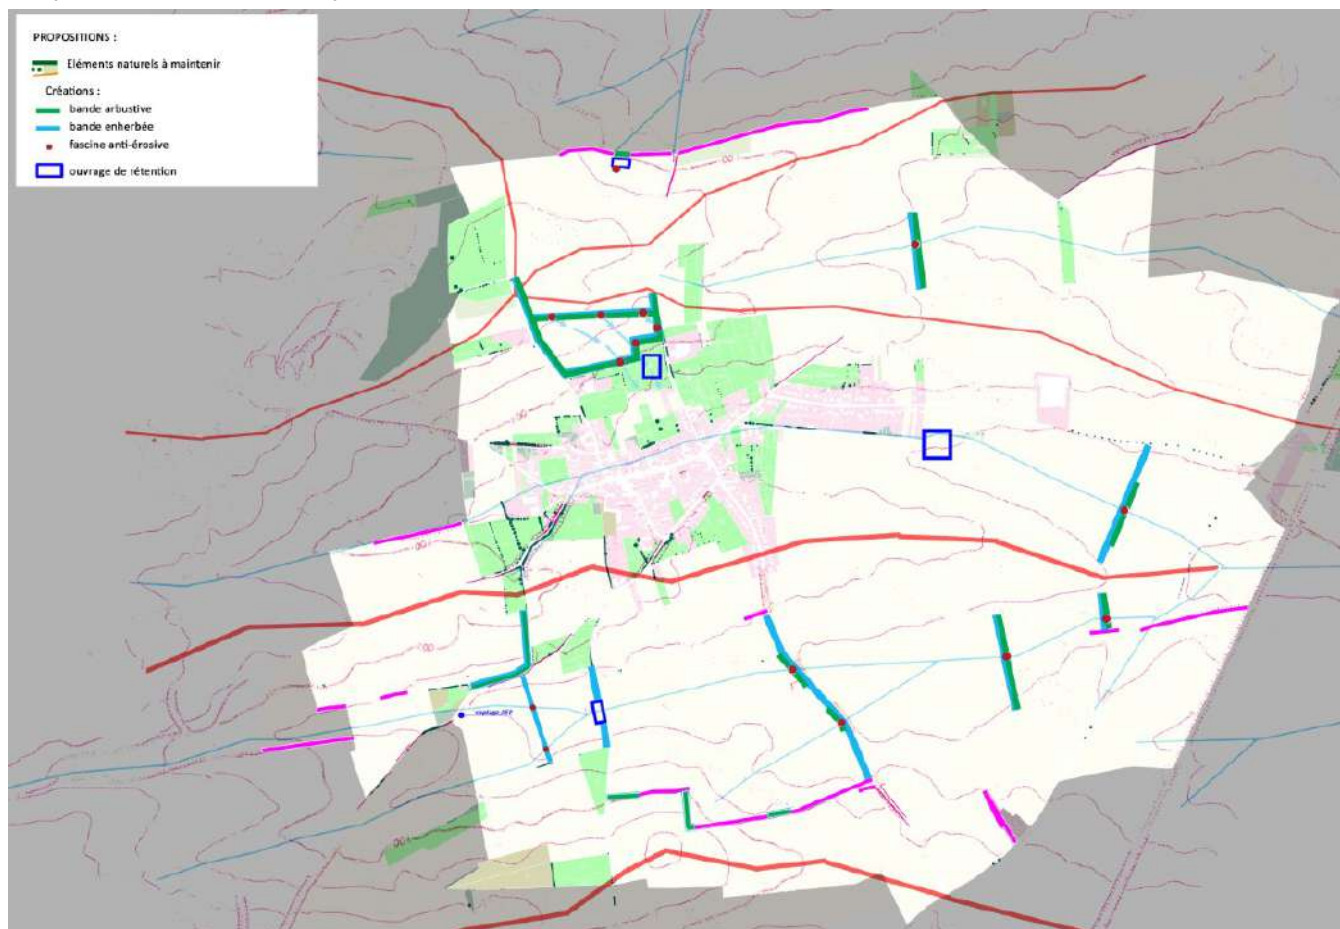 PROPOSITIONS :
Eléments naturels à maintenir
Créations :
bande arbustive
bande enherbée
fascine anti-érosive
ouvrage de rétention